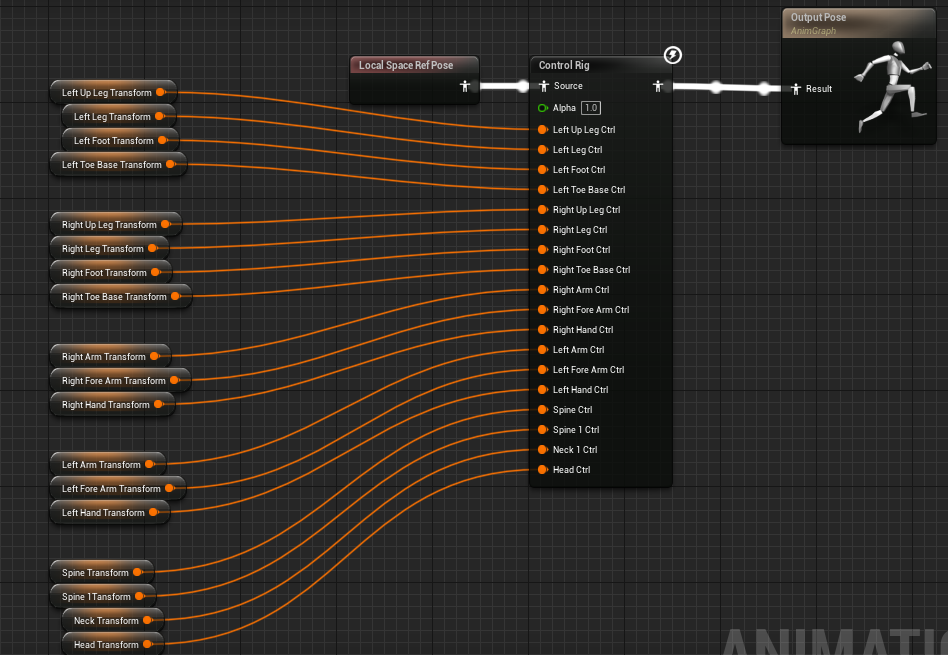 Output Pose
AnimGraph
Result
Local Space Ref Pose
Control Rig
Source
Alpha 1.0
Left Up Leg Ctrl
Left Leg Ctrl
Left Foot Ctrl
Left Toe Base Ctrl
Right Up Leg Ctrl
Right Leg Ctrl
Right Foot Ctrl
Right Toe Base Ctrl
Right Arm Ctrl
Right Fore Arm Ctrl
Right Hand Ctrl
Left Arm Ctrl
Left Fore Arm Ctrl
Left Hand Ctrl
Spine Ctrl
Spine 1 Ctrl
Neck 1 Ctrl
Head Ctrl
Left Up Leg Transform
Left Leg Transform
Left Foot Transform
Left Toe Base Transform
Right Up Leg Transform
Right Leg Transform
Right Foot Transform
Right Toe Base Transform
Right Arm Transform
Right Fore Arm Transform
Right Hand Transform
Left Arm Transform
Left Fore Arm Transform
Left Hand Transform
Spine Transform
Spine 1Transform
Neck Transform
Head Transform
ANIMATIO